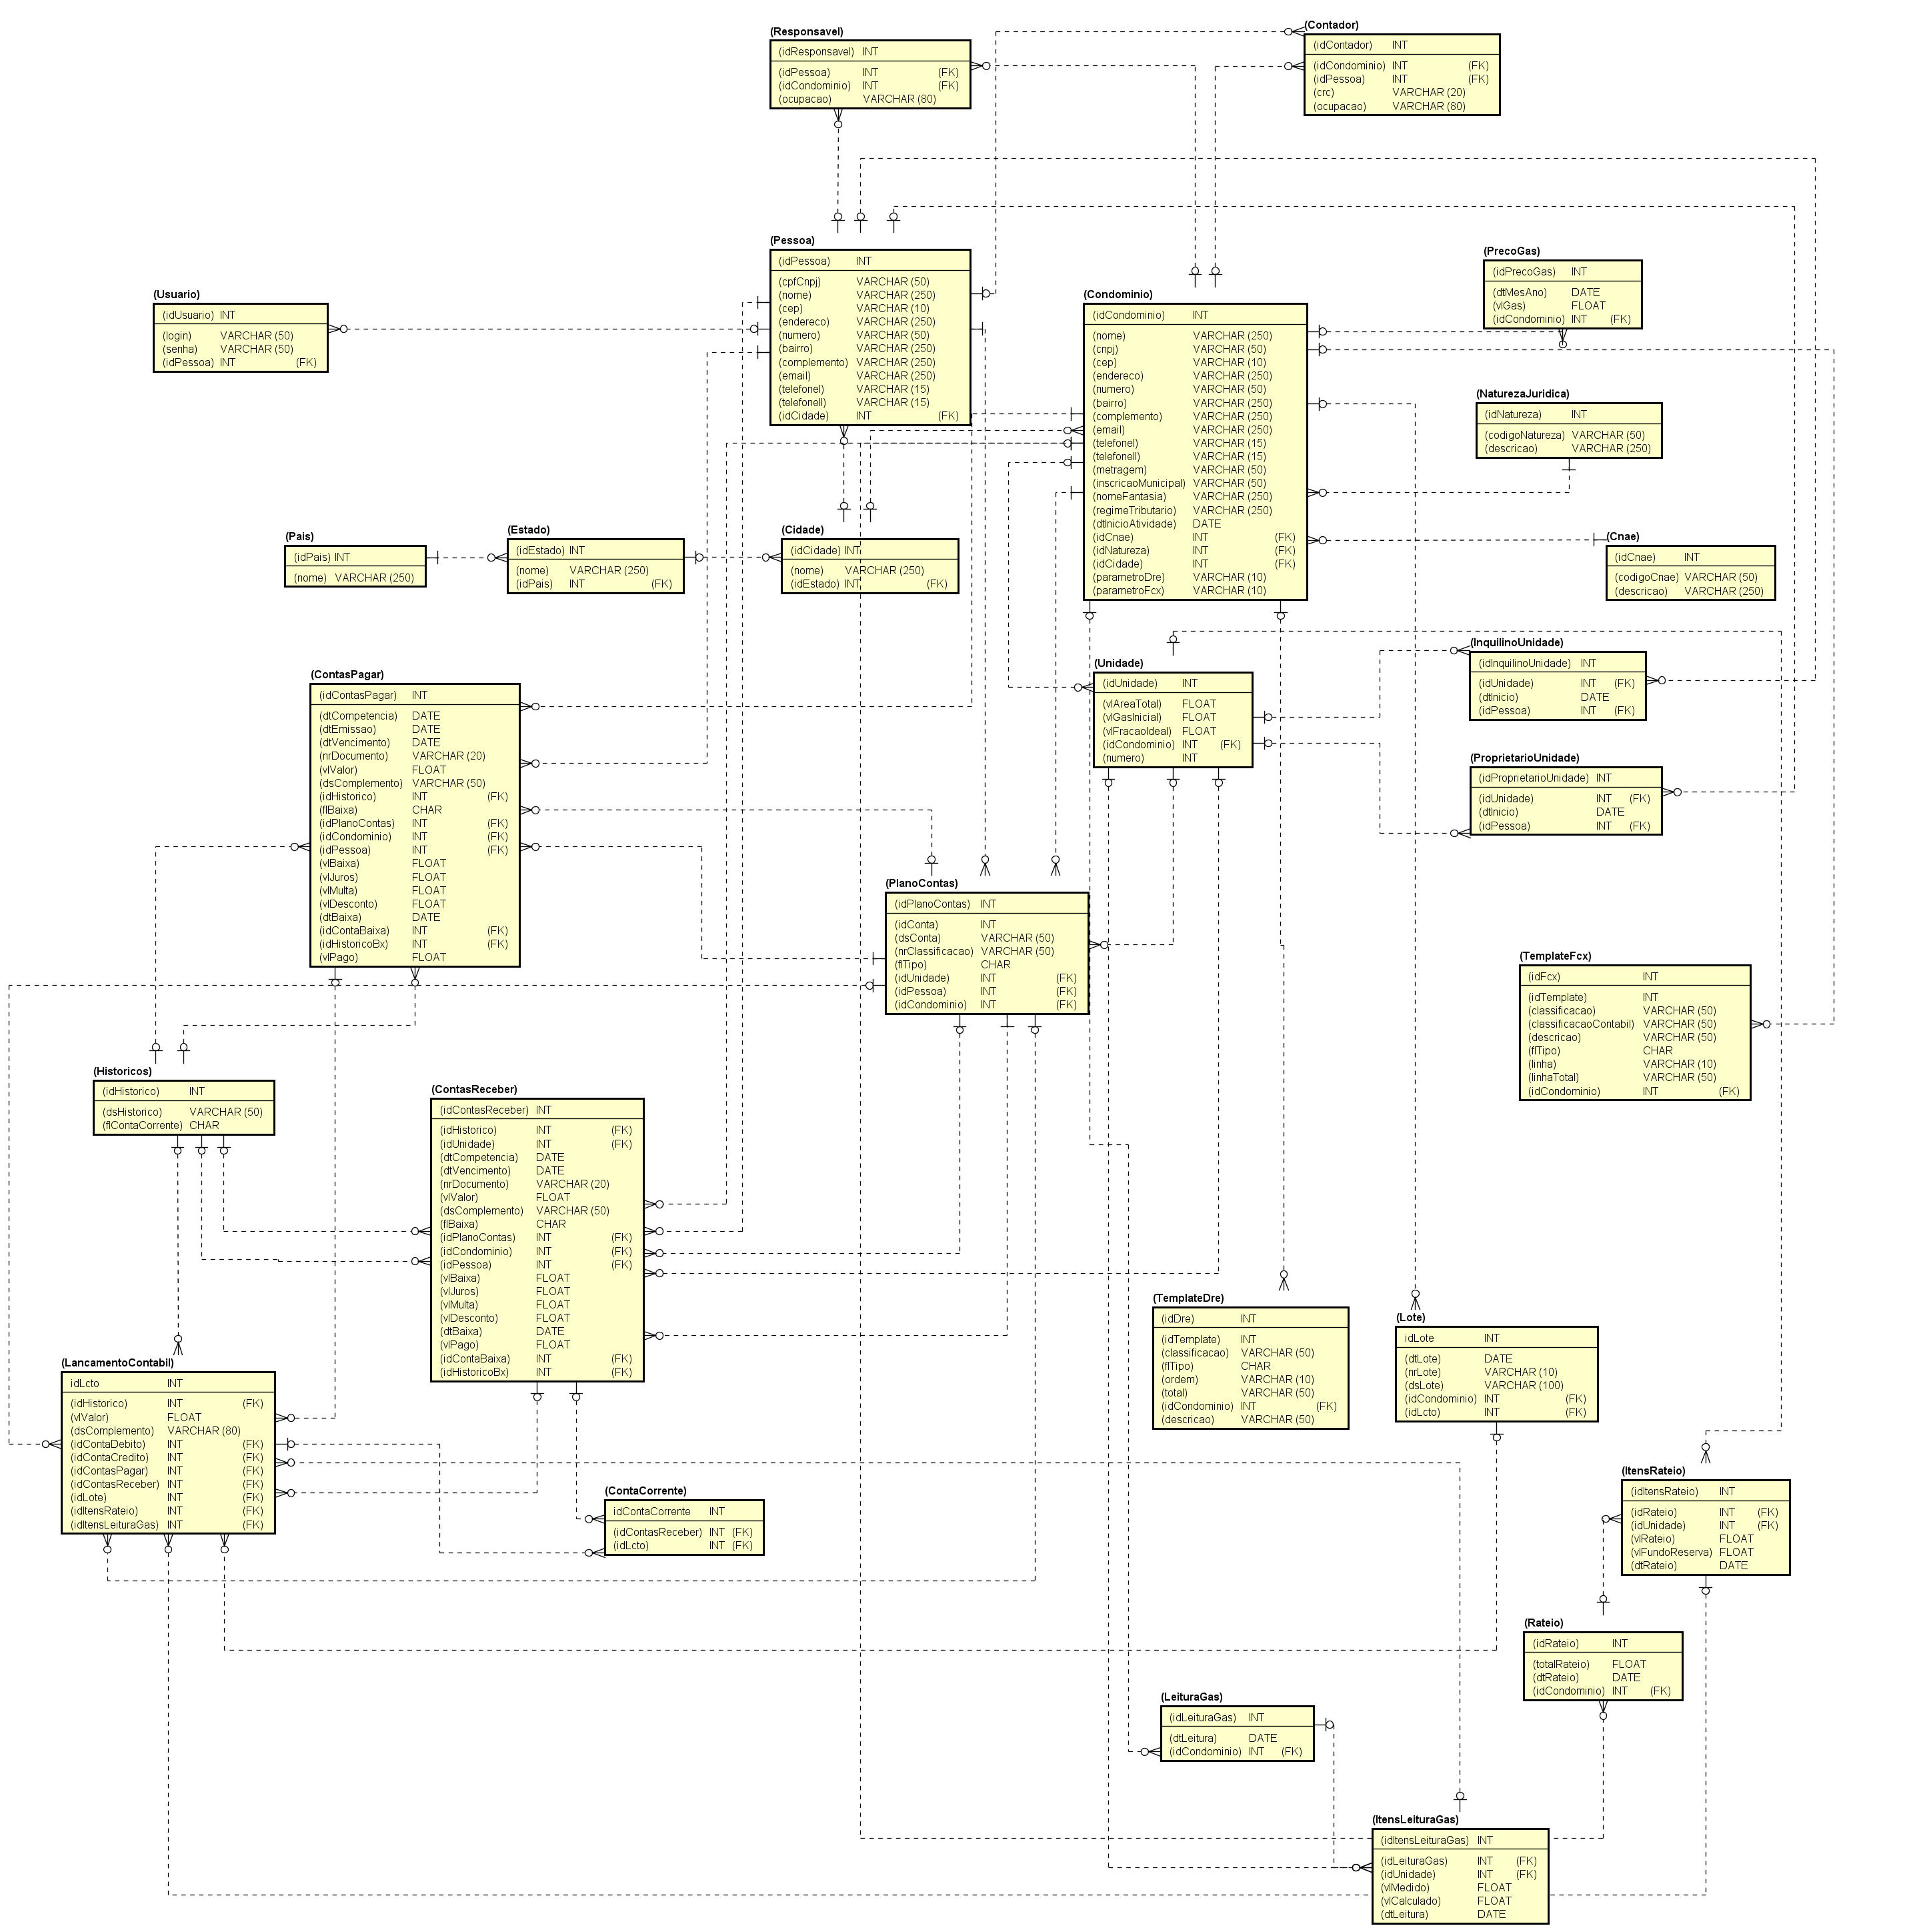 (Responsavel)
(idResponsavel) INT
(idPessoa) INT (FK)
(idCondominio) INT (FK)
(ocupacao) VARCHAR (80)
(Contador)
(idContador) INT
(idCondominio) INT (FK)
(idPessoa) INT (FK)
(crc) VARCHAR (20)
(ocupacao) VARCHAR (80)
(Pessoa)
(idPessoa) INT
(cpfCnpj) VARCHAR (50)
(nome) VARCHAR (250)
(cep) VARCHAR (10)
(endereco) VARCHAR (250)
(numero) VARCHAR (50)
(bairro) VARCHAR (250)
(complemento) VARCHAR (250)
(email) VARCHAR (250)
(telefoneI) VARCHAR (15)
(telefoneII) VARCHAR (15)
(idCidade) INT (FK)
(Usuario)
(idUsuario) INT
(login) VARCHAR (50)
(senha) VARCHAR (50)
(idPessoa) INT (FK)
(Condominio)
(idCondominio) INT
(nome) VARCHAR (250)
(cnpj) VARCHAR (50)
(cep) VARCHAR (10)
(endereco) VARCHAR (250)
(numero) VARCHAR (50)
(bairro) VARCHAR (250)
(complemento) VARCHAR (250)
(email) VARCHAR (250)
(telefoneI) VARCHAR (15)
(telefoneII) VARCHAR (15)
(metragem) VARCHAR (50)
(inscricaoMunicipal) VARCHAR (50)
(nomeFantasia) VARCHAR (250)
(regimeTributario) VARCHAR (250)
(dtInicioAtividade) DATE
(idCnae) INT (FK)
(idNatureza) INT (FK)
(idCidade) INT (FK)
(parametroDre) VARCHAR (10)
(parametroFcx) VARCHAR (10)
(PrecoGas)
(idPrecoGas) INT
(dtMesAno) DATE
(vlGas) FLOAT
(idCondominio) INT (FK)
(NaturezaJuridica)
(idNatureza) INT
(codigoNatureza) VARCHAR (50)
(descricao) VARCHAR (250)
(Cnae)
(idCnae) INT
(codigoCnae) VARCHAR (50)
(descricao) VARCHAR (250)
(Pais)
(idPais) INT
(nome) VARCHAR (250)
(Estado)
(idEstado) INT
(nome) VARCHAR (250)
(idPais) INT (FK)
(Cidade)
(idCidade) INT
(nome) VARCHAR (250)
(idEstado) INT (FK)
(Unidade)
(idUnidade) INT
(vlAreaTotal) FLOAT
(vlGasInicial) FLOAT
(vlFracaoIdeal) FLOAT
(idCondominio) INT (FK)
(numero) INT
(InquilinoUnidade)
(idInquilinoUnidade) INT
(idUnidade) INT (FK)
(dtInicio) DATE
(idPessoa) INT (FK)
(ProprietarioUnidade)
(idProprietarioUnidade) INT
(idUnidade) INT (FK)
(dtInicio) DATE
(idPessoa) INT (FK)
(ContasPagar)
(idContasPagar) INT
(dtCompetencia) DATE
(dtEmissao) DATE
(dtVencimento) DATE
(nrDocumento) VARCHAR (20)
(vlValor) FLOAT
(dsComplemento) VARCHAR (50)
(idHistorico) INT (FK)
(flBaixa) CHAR
(idPlanoContas) INT (FK)
(idCondominio) INT (FK)
(idPessoa) INT (FK)
(vlBaixa) FLOAT
(vlJuros) FLOAT
(vlMulta) FLOAT
(vlDesconto) FLOAT
(dtBaixa) DATE
(idContaBaixa) INT (FK)
(idHistoricoBx) INT (FK)
(vlPago) FLOAT
(PlanoContas)
(idPlanoContas) INT
(idConta) INT
(dsConta) VARCHAR (50)
(nrClassificacao) VARCHAR (50)
(flTipo) CHAR
(idUnidade) INT (FK)
(idPessoa) INT (FK)
(idCondominio) INT (FK)
(TemplateFcx)
(idFcx) INT
(idTemplate) INT
(classificacao) VARCHAR (50)
(classificacaoContabil) VARCHAR (50)
(descricao) VARCHAR (50)
(flTipo) CHAR
(linha) VARCHAR (10)
(linhaTotal) VARCHAR (50)
(idCondominio) INT (FK)
(Historicos)
(idHistorico) INT
(dsHistorico) VARCHAR (50)
(flContaCorrente) CHAR
(ContasReceber)
(idContasReceber) INT
(idHistorico) INT (FK)
(idUnidade) INT (FK)
(dtCompetencia) DATE
(dtVencimento) DATE
(nrDocumento) VARCHAR (20)
(vlValor) FLOAT
(dsComplemento) VARCHAR (50)
(flBaixa) CHAR
(idPlanoContas) INT (FK)
(idCondominio) INT (FK)
(idPessoa) INT (FK)
(vlBaixa) FLOAT
(vlJuros) FLOAT
(vlMulta) FLOAT
(vlDesconto) FLOAT
(dtBaixa) DATE
(vlPago) FLOAT
(idContaBaixa) INT (FK)
(idHistoricoBx) INT (FK)
(TemplateDre)
(idDre) INT
(idTemplate) INT
(classificacao) VARCHAR (50)
(flTipo) CHAR
(ordem) VARCHAR (10)
(total) VARCHAR (50)
(idCondominio) INT (FK)
(descricao) VARCHAR (50)
(Lote)
idLote INT
(dtLote) DATE
(nrLote) VARCHAR (10)
(dsLote) VARCHAR (100)
(idCondominio) INT (FK)
(idLcto) INT (FK)
(LancamentoContabil)
idLcto INT
(idHistorico) INT (FK)
(vlValor) FLOAT
(dsComplemento) VARCHAR (80)
(idContaDebito) INT (FK)
(idContaCredito) INT (FK)
(idContasPagar) INT (FK)
(idContasReceber) INT (FK)
(idLote) INT (FK)
(idItensRateio) INT (FK)
(idItensLeituraGas) INT (FK)
(ContaCorrente)
idContaCorrente INT
(idContasReceber) INT (FK)
(idLcto) INT (FK)
(ItensRateio)
(idItensRateio) INT
(idRateio) INT (FK)
(idUnidade) INT (FK)
(vlRateio) FLOAT
(vlFundoReserva) FLOAT
(dtRateio) DATE
(Rateio)
(idRateio) INT
(totalRateio) FLOAT
(dtRateio) DATE
(idCondominio) INT (FK)
(LeituraGas)
(idLeituraGas) INT
(dtLeitura) DATE
(idCondominio) INT (FK)
(ItensLeituraGas)
(idItensLeituraGas) INT
(idLeituraGas) INT (FK)
(idUnidade) INT (FK)
(vlMedido) FLOAT
(vlCalculado) FLOAT
(dtLeitura) DATE